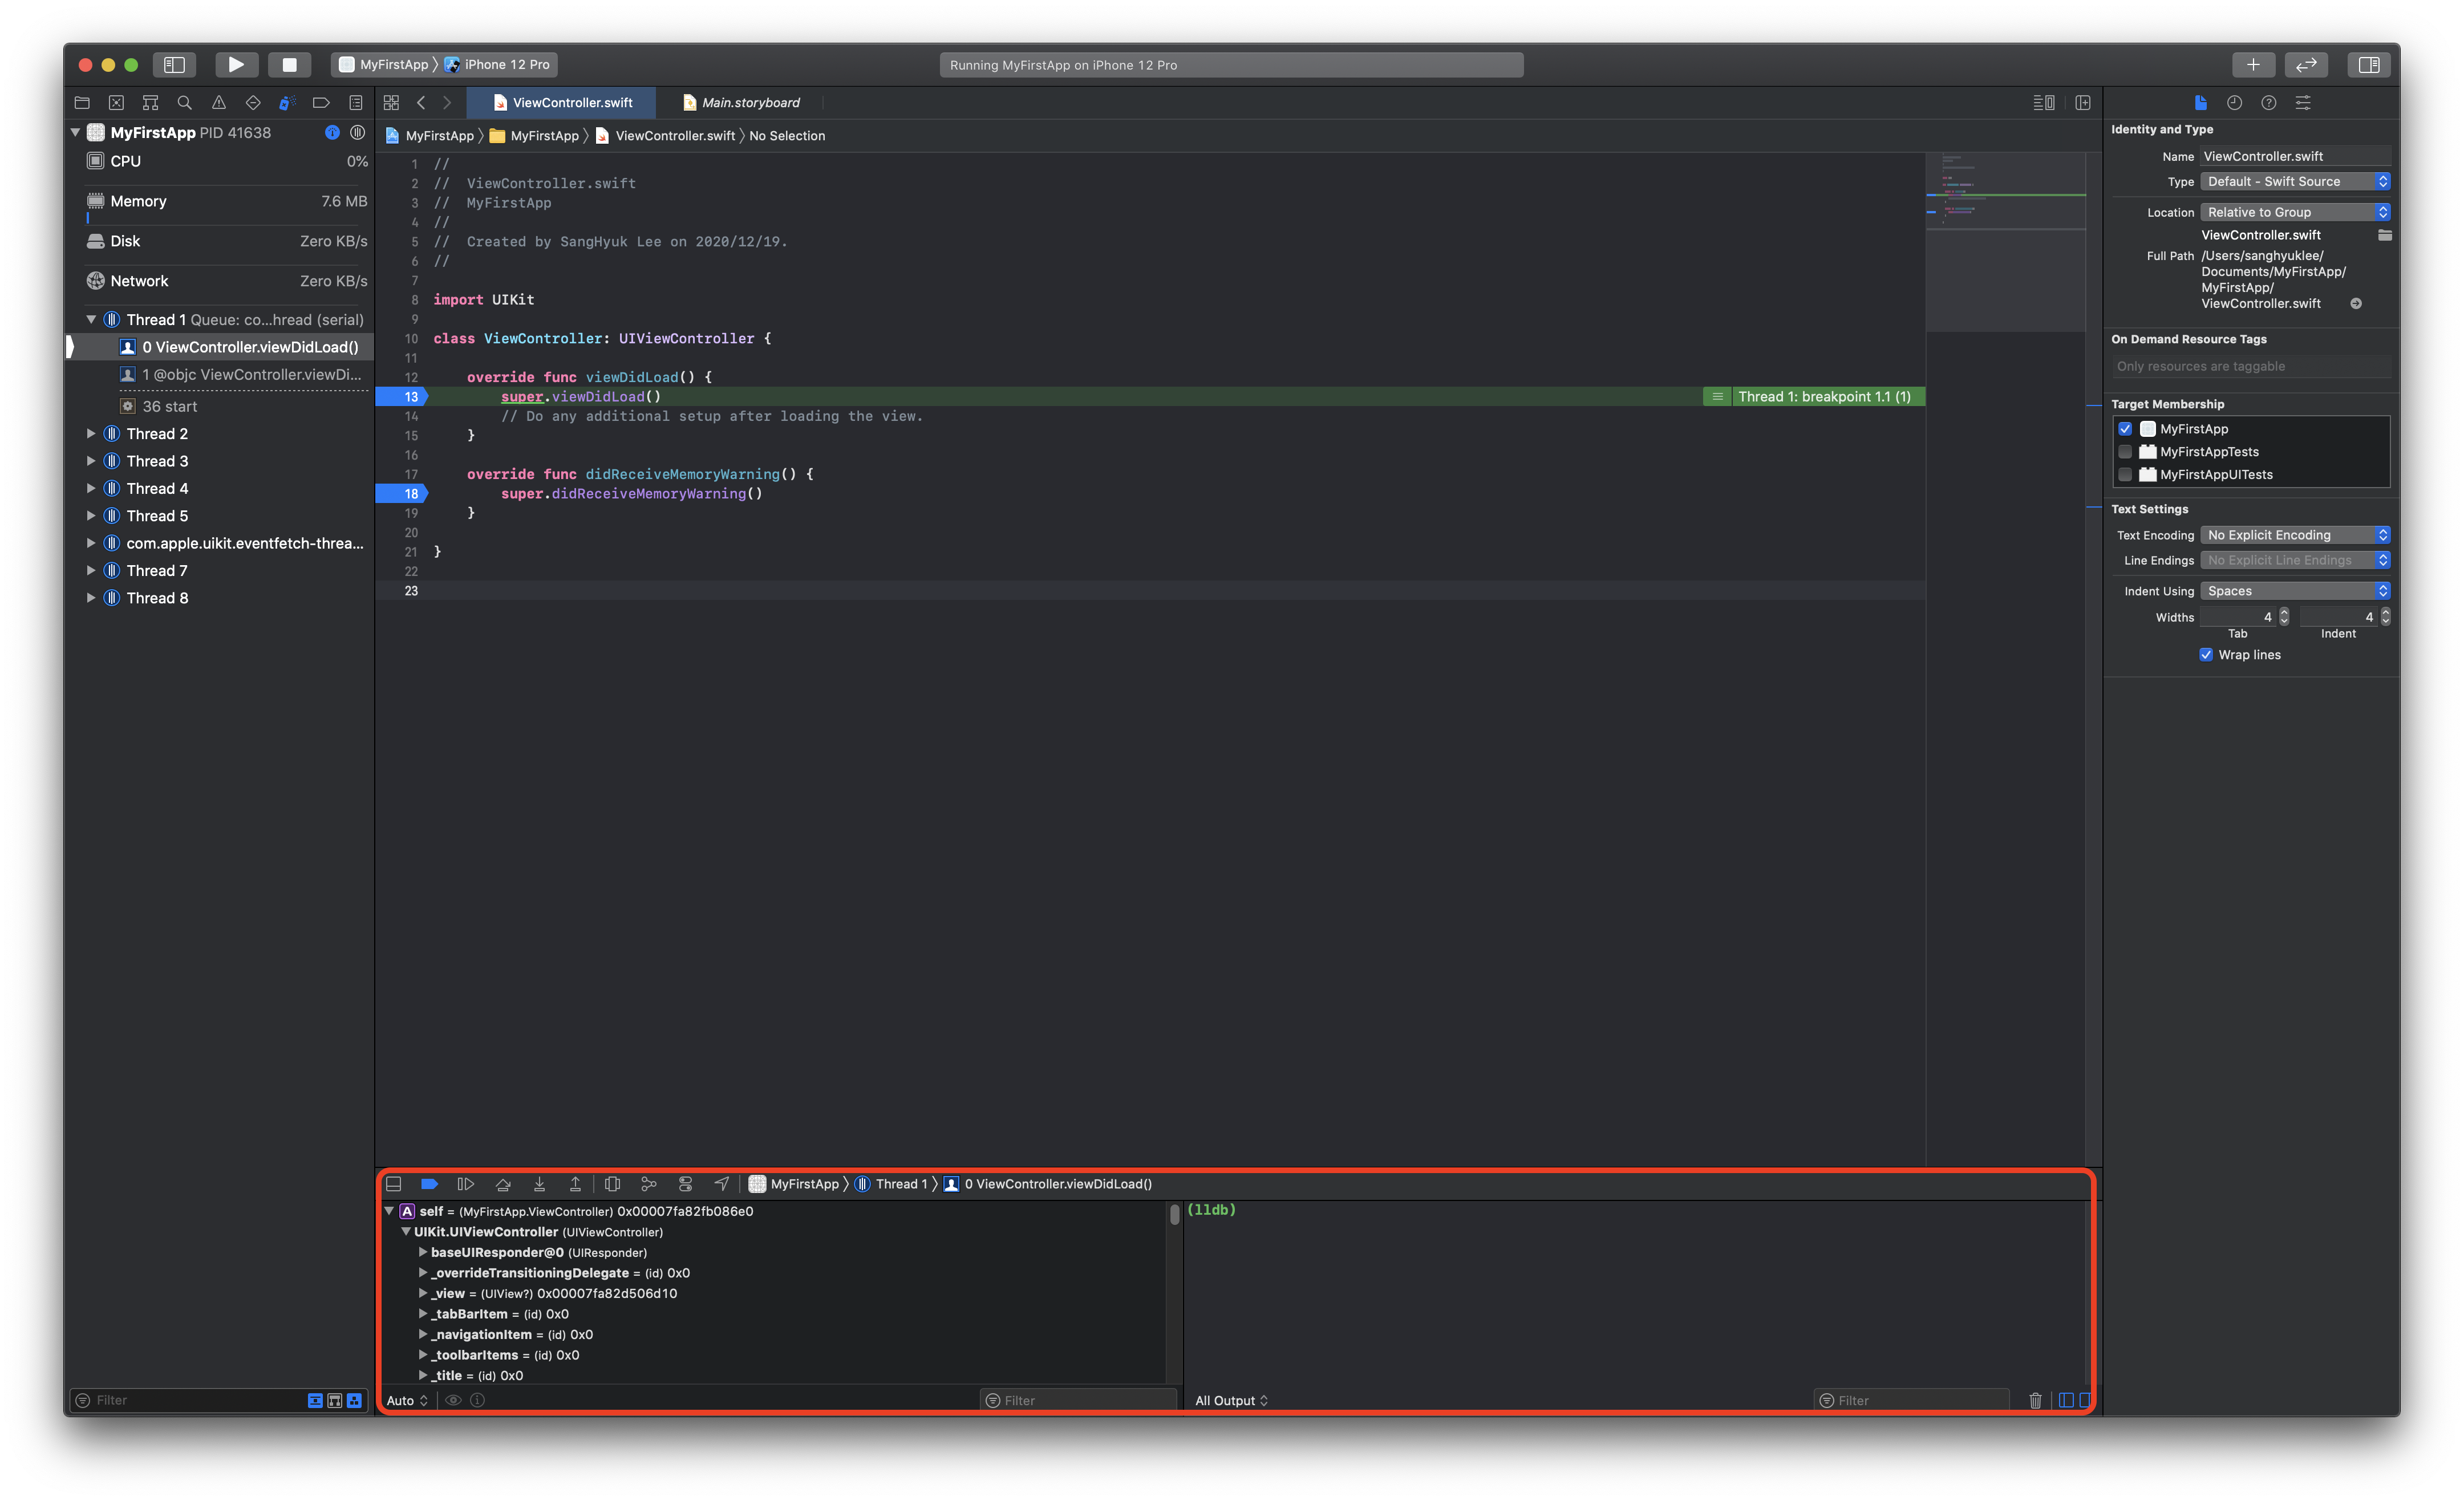 MyFirstApp 〉 iPhone 12 Pro
Running MyFirstApp on iPhone 12 Pro
ViewController.swift
Main.storyboard
MyFirstApp PID 41638
CPU 0%
Memory 7.6 MB
Disk Zero KB/s
Network Zero KB/s
Thread 1 Queue: co...hread (serial)
0 ViewController.viewDidLoad()
1 @objc ViewController.viewDi...
36 start
Thread 2
Thread 3
Thread 4
Thread 5
com.apple.uikit.eventfetch-threa...
Thread 7
Thread 8
Filter
MyFirstApp 〉 MyFirstApp 〉 ViewController.swift 〉 No Selection
1 //
2 //  ViewController.swift
3 //  MyFirstApp
4 //
5 //  Created by SangHyuk Lee on 2020/12/19.
6 //
7
8 import UIKit
9
10 class ViewController: UIViewController {
11
12     override func viewDidLoad() {
13         super.viewDidLoad() Thread 1: breakpoint 1.1 (1)
14         // Do any additional setup after loading the view.
15     }
16
17     override func didReceiveMemoryWarning() {
18         super.didReceiveMemoryWarning()
19     }
20
21 }
22
23
MyFirstApp 〉 Thread 1 〉 0 ViewController.viewDidLoad()
A self = (MyFirstApp.ViewController) 0x00007fa82fb086e0
UIKit.UIViewController (UIViewController)
baseUIResponder@0 (UIResponder)
_overrideTransitioningDelegate = (id) 0x0
_view = (UIView?) 0x00007fa82d506d10
_tabBarItem = (id) 0x0
_navigationItem = (id) 0x0
_toolbarItems = (id) 0x0
_title = (id) 0x0
Auto
Filter
(lldb)
All Output
Filter
Identity and Type
Name ViewController.swift
Type Default - Swift Source
Location Relative to Group
ViewController.swift
Full Path /Users/sanghyuklee/
Documents/MyFirstApp/
MyFirstApp/
ViewController.swift
On Demand Resource Tags
Only resources are taggable
Target Membership
MyFirstApp
MyFirstAppTests
MyFirstAppUITests
Text Settings
Text Encoding No Explicit Encoding
Line Endings No Explicit Line Endings
Indent Using Spaces
Widths 4 4
Tab Indent
Wrap lines